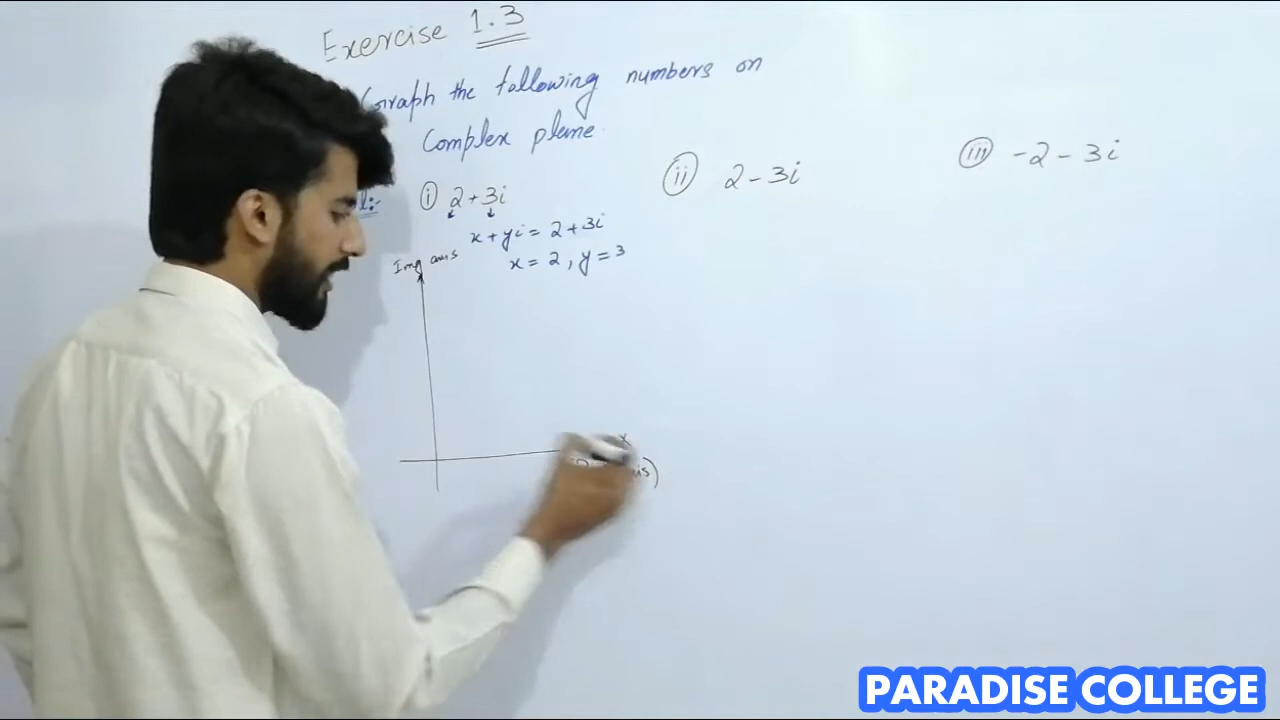 Exercise 1.3
Graph the following numbers on
Complex plane.
(i) 2 + 3i
(ii) 2 - 3i
(iii) -2 - 3i
x + yi = 2 + 3i
x = 2, y = 3
Img axis
x
PARADISE COLLEGE